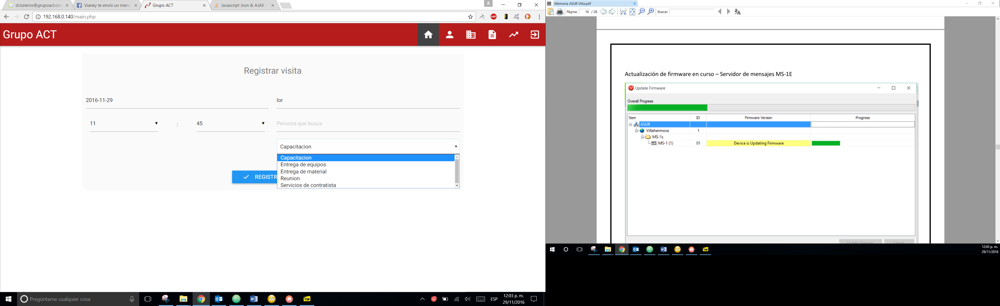 dcisneros@grupoact.com
Vianey te envió un mens
Grupo ACT
Javascript Json & AJAX -
192.168.0.140/main.php
ABP
Grupo ACT
Registrar visita
2016-11-29
lor
11
:
45
Persona que busca
Capacitacion
Capacitacion
Entrega de equipos
Entrega de material
Reunion
Servicios de contratista
REGISTR
Pregúntame cualquier cosa
ESP
12:03 p. m.
29/11/2016
Memoria ASUR Villa.pdf
Página:
16
/ 28
Buscar:
Actualización de firmware en curso – Servidor de mensajes MS-1E
Update Firmware
Overall Progress
Item
ID
Firmware Version
Progress
ASUR
Villahermosa
1
MS-1s
MS MS-1 (1)
01
Device is Updating Firmware
Update Firmware
Cancel
12:03 p. m.
29/11/2016